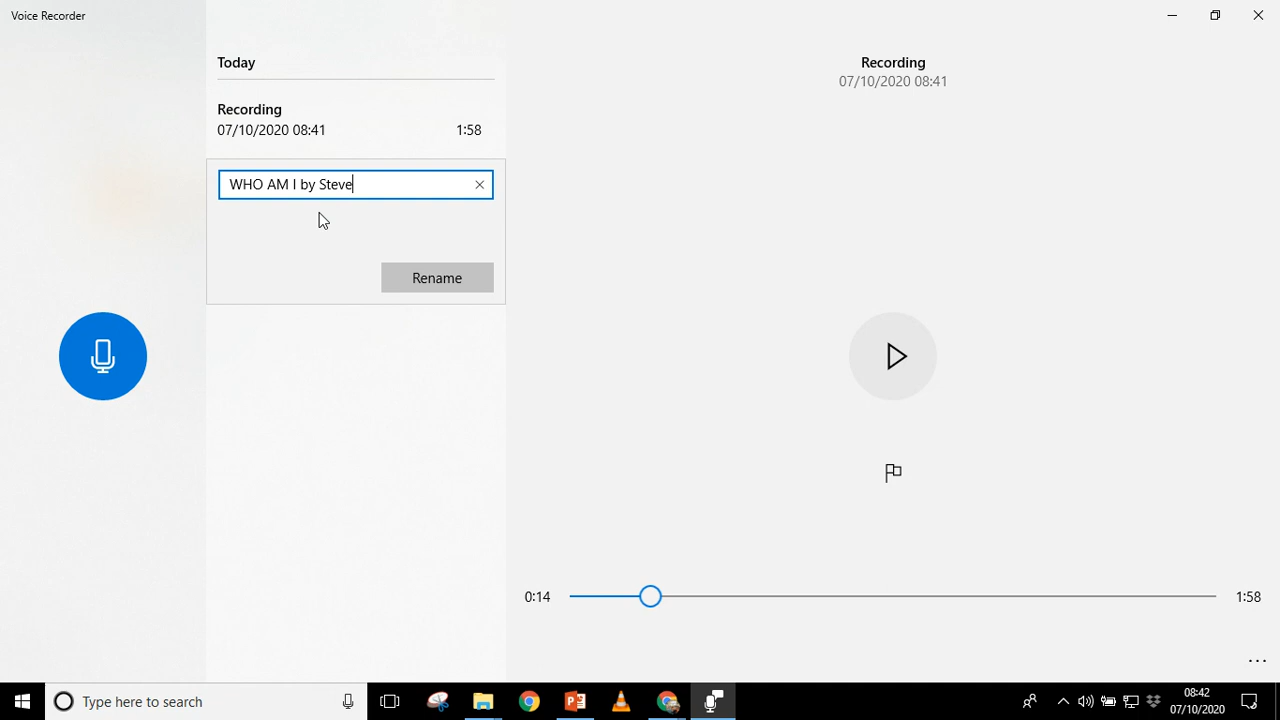 Voice Recorder
Today
Recording
07/10/2020 08:41
1:58
WHO AM I by Steve
Rename
Recording
07/10/2020 08:41
0:14
1:58
Type here to search
08:42
07/10/2020